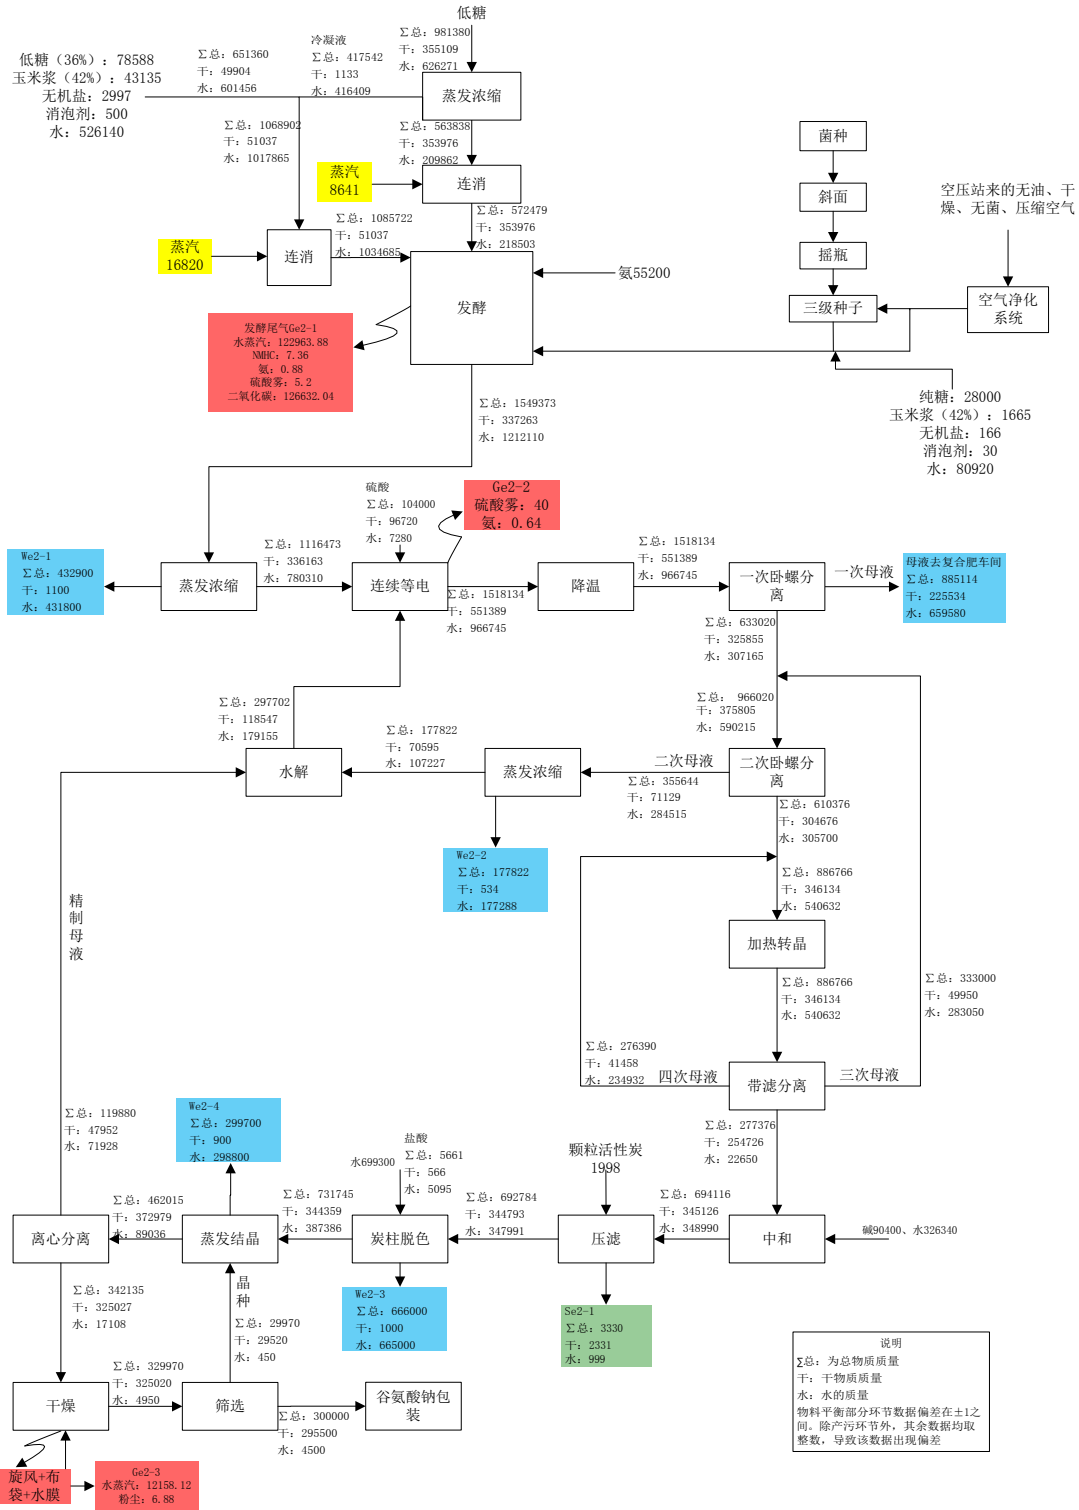 低糖
Σ总：981380
干：355109
水：626271
冷凝液
Σ总：417542
干：1133
水：416409
Σ总：651360
干：49904
水：601456
低糖（36%）：78588
玉米浆（42%）：43135
无机盐：2997
消泡剂：500
水：526140
蒸发浓缩
Σ总：1068902
干：51037
水：1017865
Σ总：563838
干：353976
水：209862
蒸汽
8641
连消
Σ总：572479
干：353976
水：218503
Σ总：1085722
干：51037
水：1034685
蒸汽
16820
连消
发酵
氨55200
菌种
斜面
摇瓶
三级种子
空压站来的无油、干
燥、无菌、压缩空气
空气净化
系统
发酵尾气Ge2-1
水蒸汽：122963.88
NMHC：7.36
氨：0.88
硫酸雾：5.2
二氧化碳：126632.04
纯糖：28000
玉米浆（42%）：1665
无机盐：166
消泡剂：30
水：80920
Σ总：1549373
干：337263
水：1212110
硫酸
Σ总：104000
干：96720
水：7280
Ge2-2
硫酸雾：40
氨：0.64
We2-1
Σ总：432900
干：1100
水：431800
蒸发浓缩
Σ总：1116473
干：336163
水：780310
连续等电
Σ总：1518134
干：551389
水：966745
降温
Σ总：1518134
干：551389
水：966745
一次卧螺分
离
一次母液
母液去复合肥车间
Σ总：885114
干：225534
水：659580
Σ总：633020
干：325855
水：307165
Σ总：297702
干：118547
水：179155
Σ总：966020
干：375805
水：590215
水解
Σ总：177822
干：70595
水：107227
蒸发浓缩
二次母液
Σ总：355644
干：71129
水：284515
二次卧螺分
离
Σ总：610376
干：304676
水：305700
We2-2
Σ总：177822
干：534
水：177288
Σ总：886766
干：346134
水：540632
精
制
母
液
加热转晶
Σ总：886766
干：346134
水：540632
Σ总：333000
干：49950
水：283050
Σ总：276390
干：41458
水：234932
四次母液
带滤分离
三次母液
Σ总：119880
干：47952
水：71928
We2-4
Σ总：299700
干：900
水：298800
Σ总：277376
干：254726
水：22650
水699300
盐酸
Σ总：5661
干：566
水：5095
颗粒活性炭
1998
Σ总：462015
干：372979
水：89036
Σ总：731745
干：344359
水：387386
Σ总：692784
干：344793
水：347991
Σ总：694116
干：345126
水：348990
离心分离
蒸发结晶
炭柱脱色
压滤
中和
碱90400、水326340
Σ总：342135
干：325027
水：17108
晶
种
Σ总：29970
干：29520
水：450
We2-3
Σ总：666000
干：1000
水：665000
Se2-1
Σ总：3330
干：2331
水：999
说明
Σ总：为总物质质量
干：干物质质量
水：水的质量
物料平衡部分环节数据偏差在±1之
间。除产污环节外，其余数据均取
整数，导致该数据出现偏差
干燥
Σ总：329970
干：325020
水：4950
筛选
Σ总：300000
干：295500
水：4500
谷氨酸钠包
装
旋风+布
袋+水膜
Ge2-3
水蒸汽：12158.12
粉尘：6.88